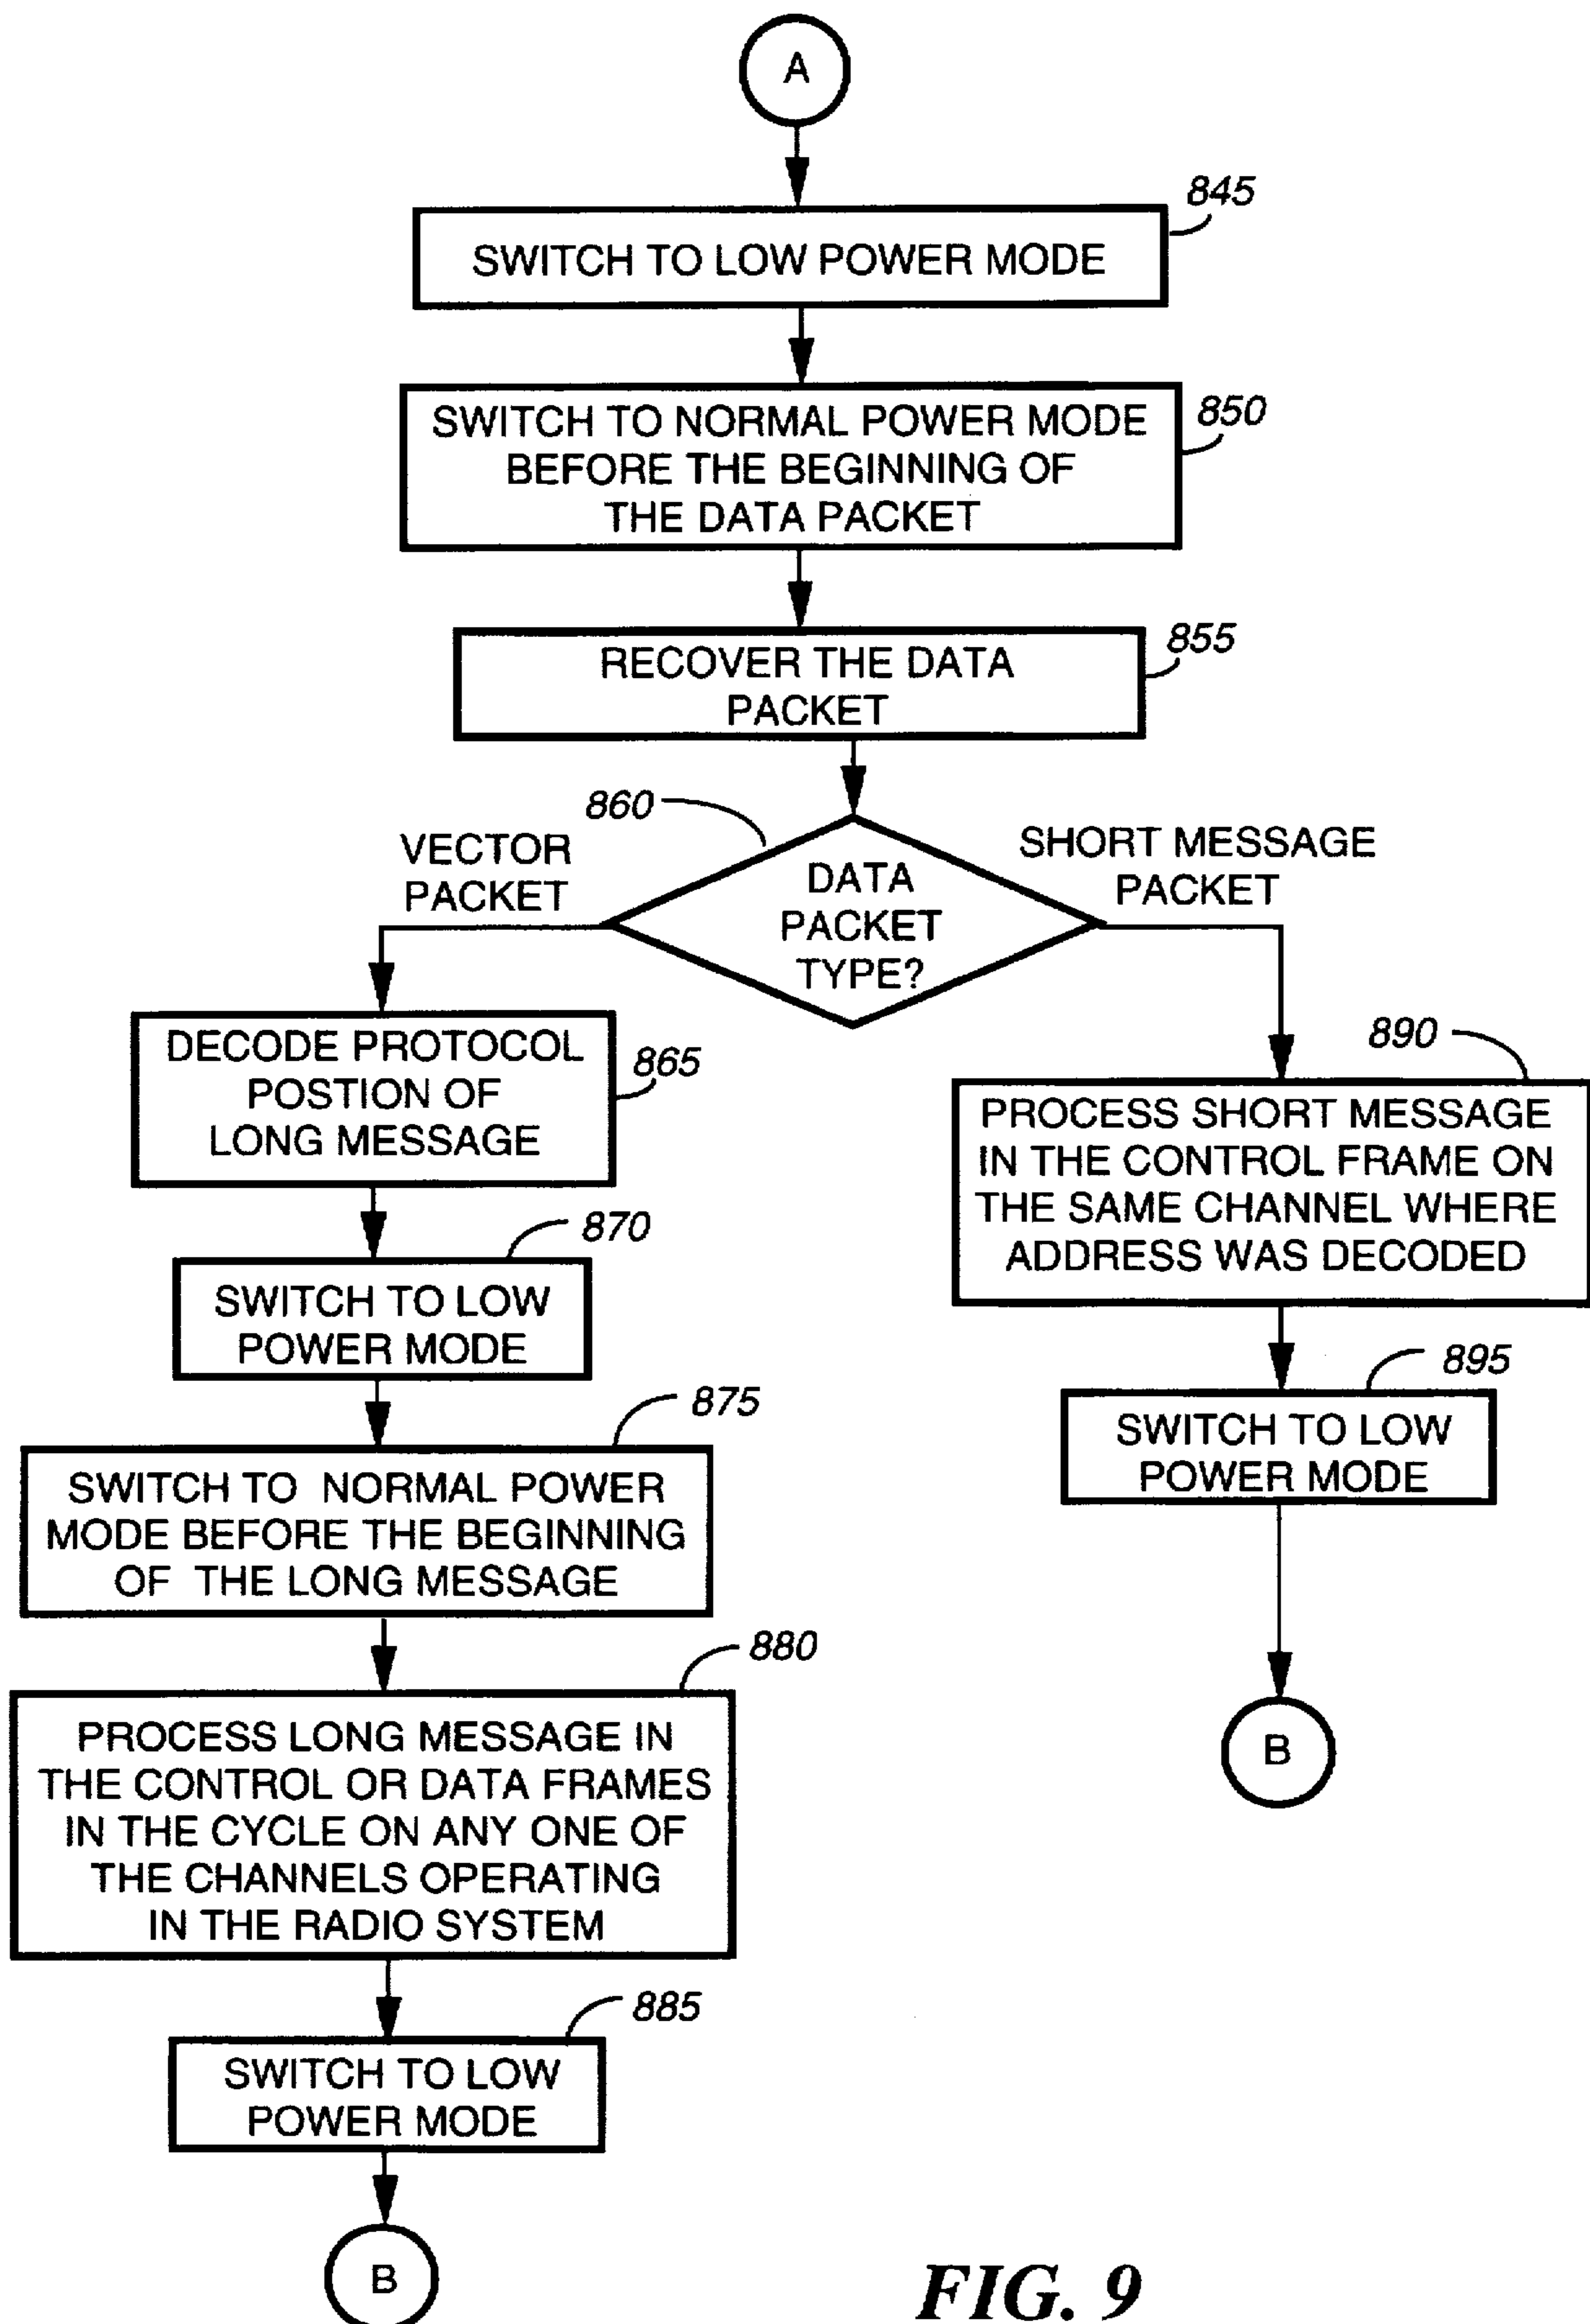 A
845
SWITCH TO LOW POWER MODE
850
SWITCH TO NORMAL POWER MODE
BEFORE THE BEGINNING OF
THE DATA PACKET
855
RECOVER THE DATA
PACKET
860
VECTOR
PACKET
DATA
PACKET
TYPE?
SHORT MESSAGE
PACKET
DECODE PROTOCOL
POSTION OF
LONG MESSAGE
865
870
SWITCH TO LOW
POWER MODE
875
SWITCH TO NORMAL POWER
MODE BEFORE THE BEGINNING
OF THE LONG MESSAGE
880
PROCESS LONG MESSAGE IN
THE CONTROL OR DATA FRAMES
IN THE CYCLE ON ANY ONE OF
THE CHANNELS OPERATING
IN THE RADIO SYSTEM
885
SWITCH TO LOW
POWER MODE
B
890
PROCESS SHORT MESSAGE
IN THE CONTROL FRAME ON
THE SAME CHANNEL WHERE
ADDRESS WAS DECODED
895
SWITCH TO LOW
POWER MODE
B
FIG. 9